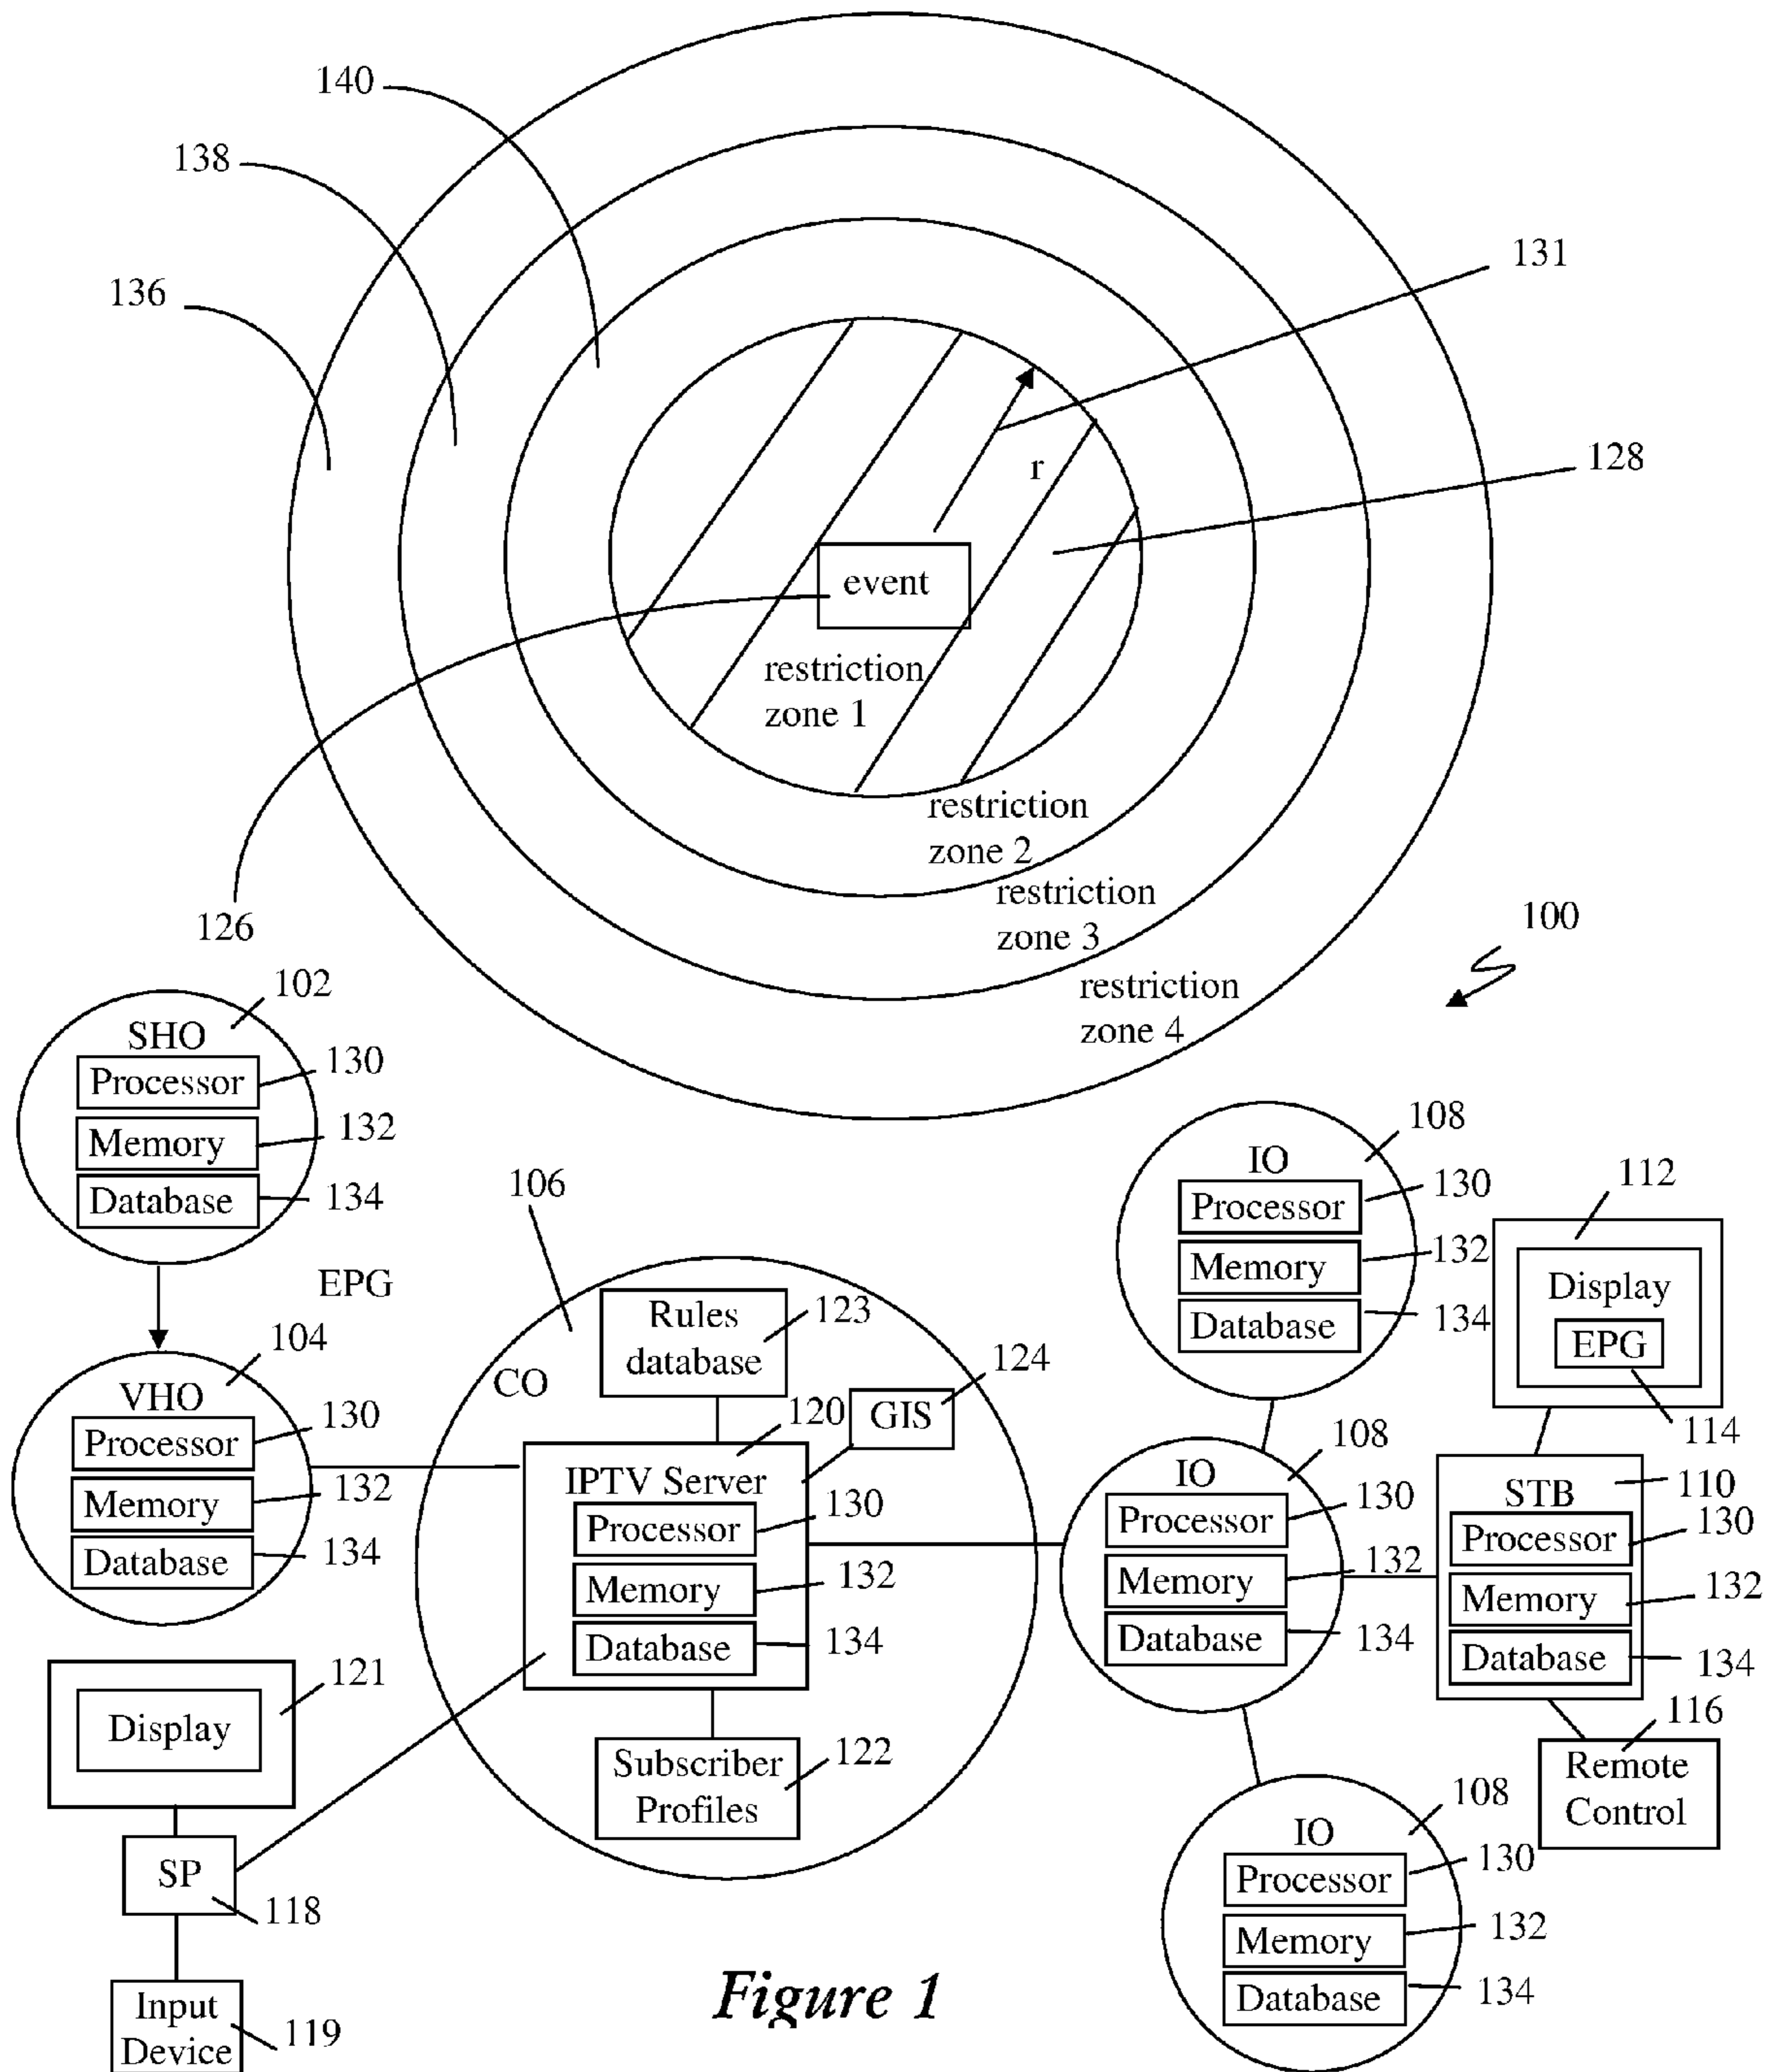 140
138
136
131
128
r
event
restriction
zone 1
restriction
zone 2
restriction
zone 3
restriction
zone 4
126
100
102
SHO
Processor
130
Memory
132
Database
134
EPG
104
VHO
Processor
130
Memory
132
Database
134
106
CO
Rules
database
123
GIS
124
120
IPTV Server
Processor
130
Memory
132
Database
134
Subscriber
Profiles
122
121
Display
SP
118
Input
Device
119
108
IO
Processor
130
Memory
132
Database
134
108
IO
Processor
130
Memory
132
Database
134
108
IO
Processor
130
Memory
132
Database
134
112
Display
EPG
114
110
STB
Processor
130
Memory
132
Database
134
116
Remote
Control
Figure 1